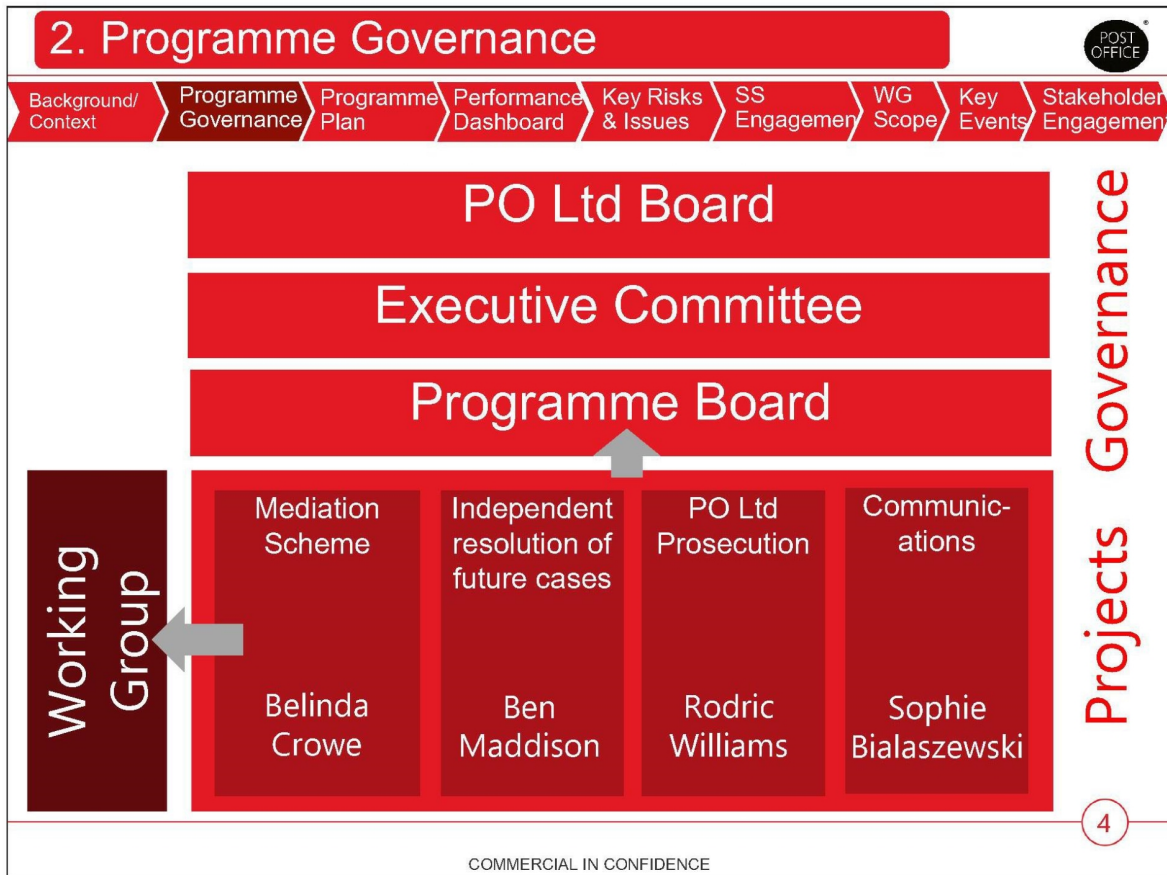 2. Programme Governance
POST
OFFICE
®
Background/
Context
Programme
Governance
Programme
Plan
Performance
Dashboard
Key Risks
& Issues
SS
Engagemen
WG
Scope
Key
Events
Stakeholder
Engagement
PO Ltd Board
Executive Committee
Programme Board
Governance
Working
Group
Mediation
Scheme
Belinda
Crowe
Independent
resolution of
future cases
Ben
Maddison
PO Ltd
Prosecution
Rodric
Williams
Communic-
ations
Sophie
Bialaszewski
Projects
4
COMMERCIAL IN CONFIDENCE